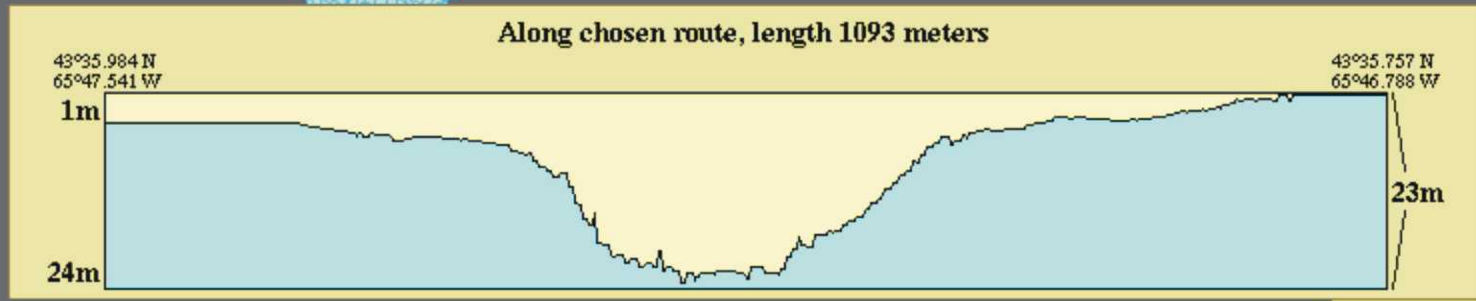 Along chosen route, length 1093 meters
43°35.984 N
65°47.541 W
43°35.757 N
65°46.788 W
1m
23m
24m